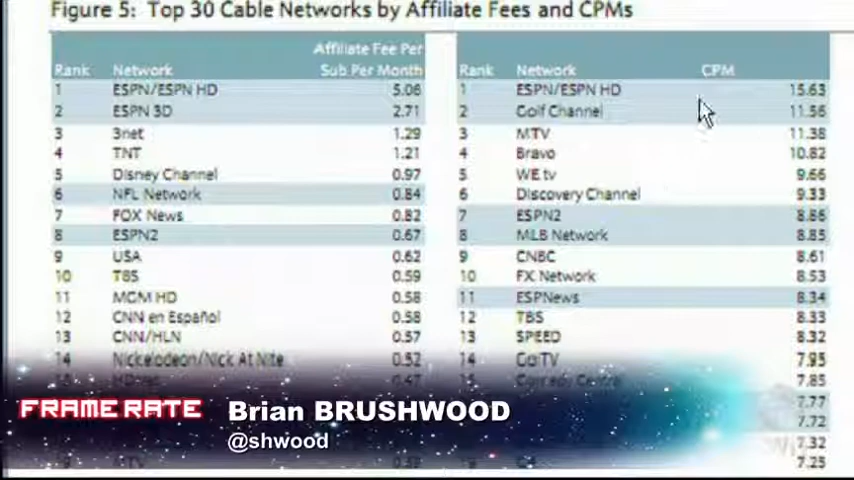 Figure 5: Top 30 Cable Networks by Affiliate Fees and CPMs
Affiliate Fee Per
Rank Network Sub Per Month Rank Network CPM
1 ESPN/ESPN HD 5.06 1 ESPN/ESPN HD 15.63
2 ESPN 3D 2.71 2 Golf Channel 11.56
3 3net 1.29 3 MTV 11.38
4 TNT 1.21 4 Bravo 10.82
5 Disney Channel 0.97 5 WE tv 9.66
6 NFL Network 0.84 6 Discovery Channel 9.33
7 FOX News 0.82 7 ESPN2 8.86
8 ESPN2 0.67 8 MLB Network 8.85
9 USA 0.62 9 CNBC 8.61
10 TBS 0.59 10 FX Network 8.53
11 MGM HD 0.58 11 ESPNews 8.34
12 CNN en Español 0.58 12 TBS 8.33
13 CNN/HLN 0.57 13 SPEED 8.32
14 Nickelodeon/Nick At Nite 0.52 14 7.95
0.47 15 Comedy Central 7.85
7.77
7.72
7.32
MTV 7.25
FRAME RATE
Brian BRUSHWOOD
@shwood